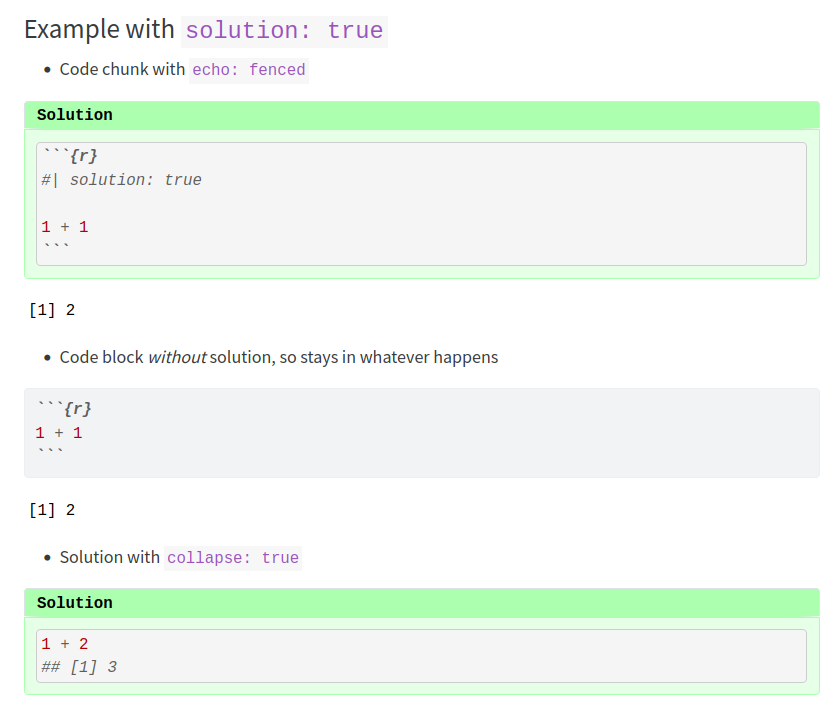 Example with solution: true
• Code chunk with echo: fenced
Solution
```{r}
#| solution: true
1 + 1
```
[1] 2
• Code block without solution, so stays in whatever happens
```{r}
1 + 1
```
[1] 2
• Solution with collapse: true
Solution
1 + 2
## [1] 3